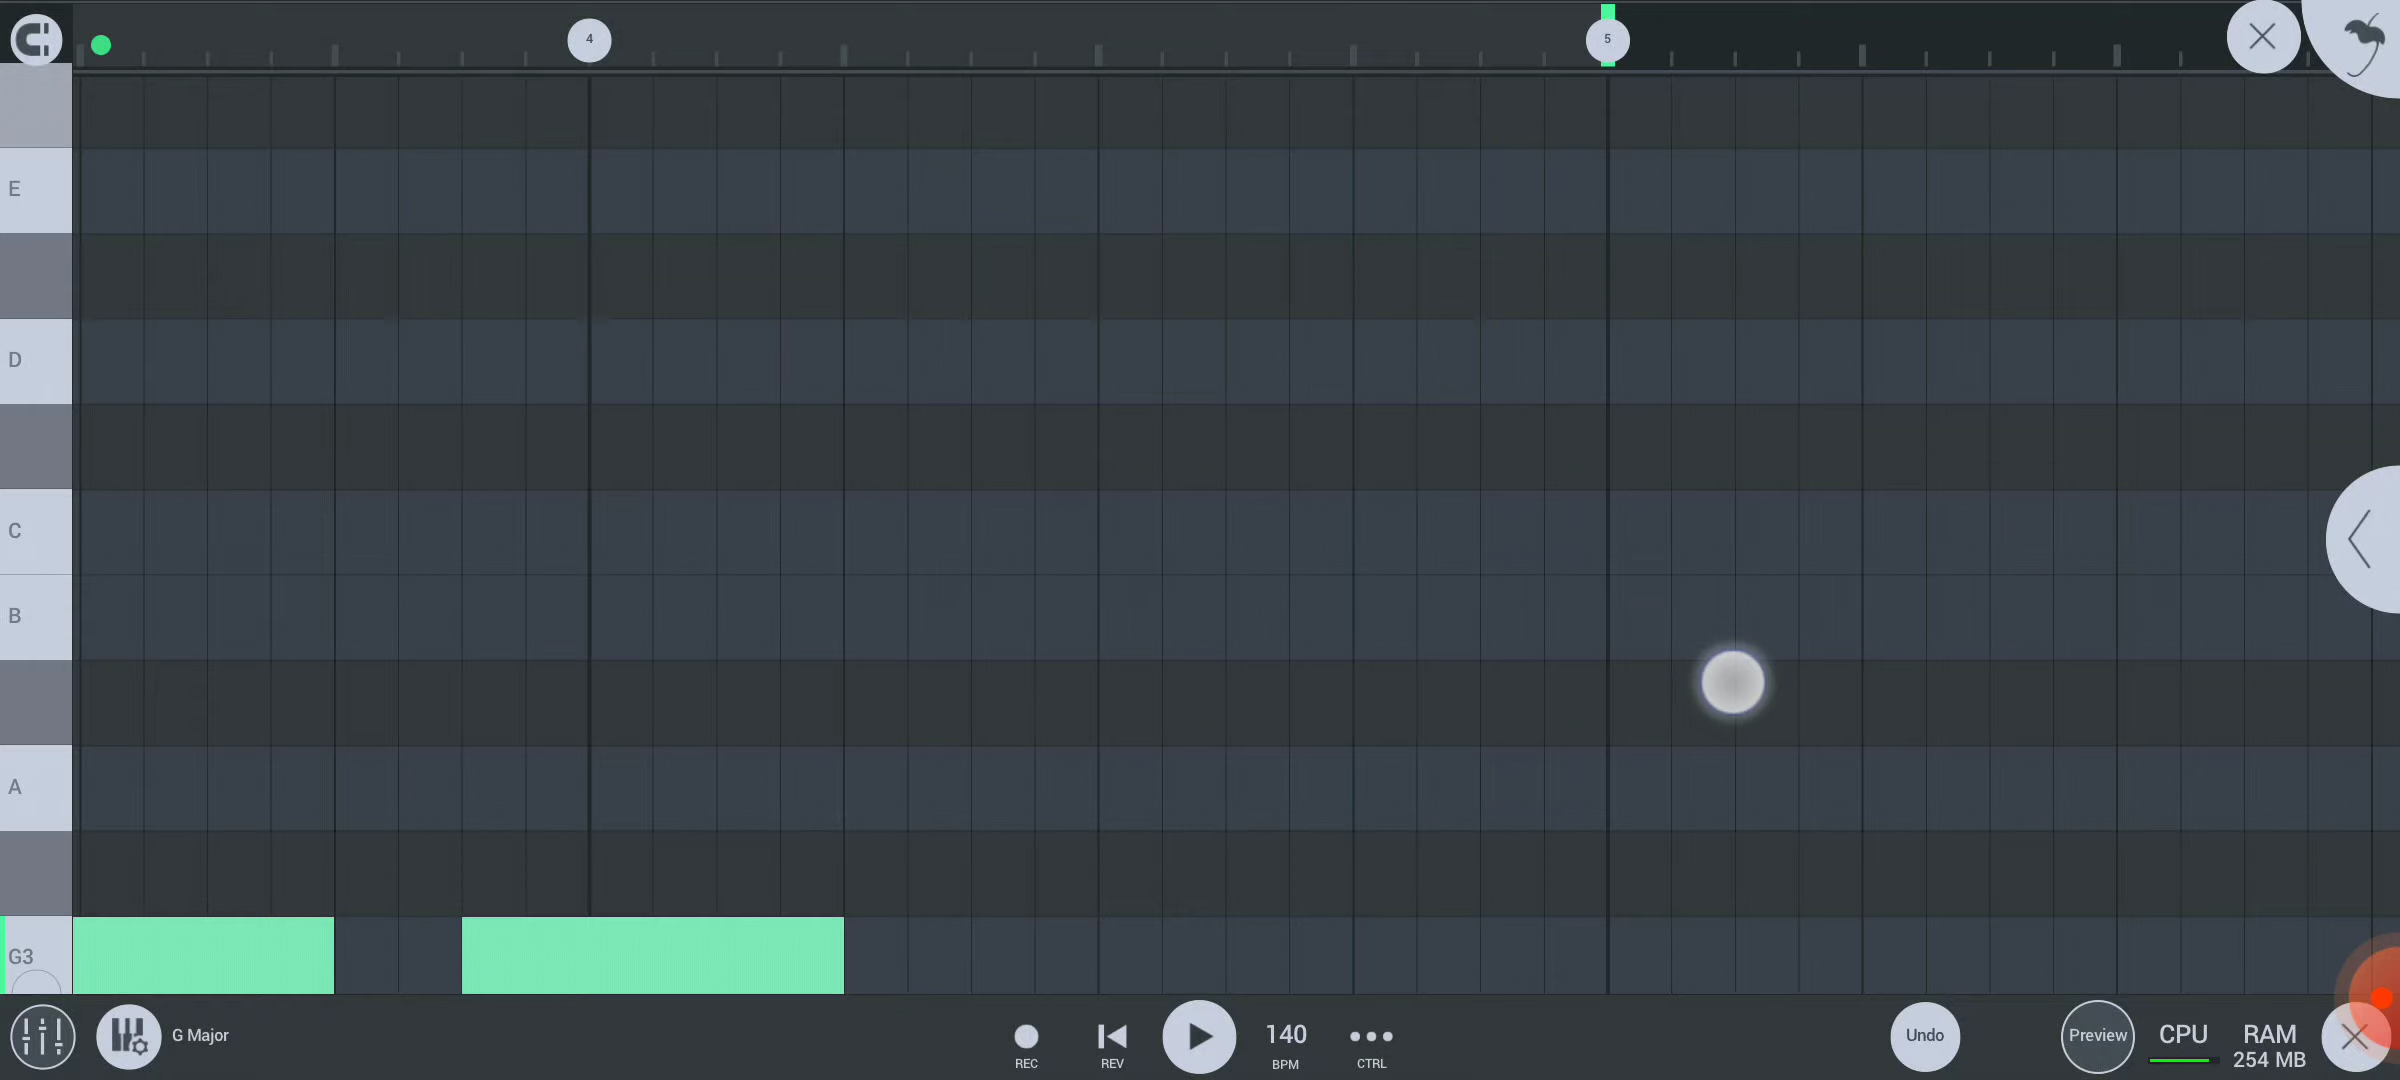 4
5
E
D
C
B
A
G3
G Major
REC
REV
140
BPM
CTRL
Undo
Preview
CPU
RAM
254 MB